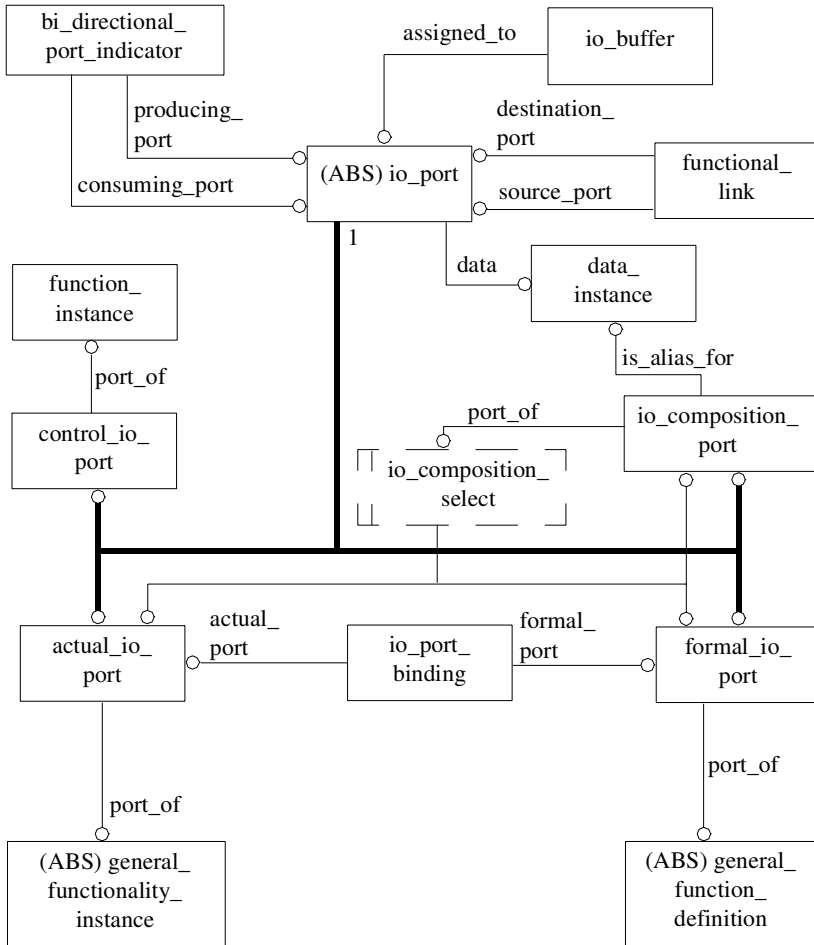 bi_directional_
port_indicator
assigned_to
io_buffer
producing_
port
destination_
port
(ABS) io_port
functional_
link
consuming_port
source_port
1
data
data_
instance
function_
instance
is_alias_for
port_of
control_io_
port
port_of
io_composition_
port
io_composition_
select
actual_io_
port
actual_
port
io_port_
binding
formal_
port
formal_io_
port
port_of
port_of
(ABS) general_
functionality_
instance
(ABS) general_
function_
definition